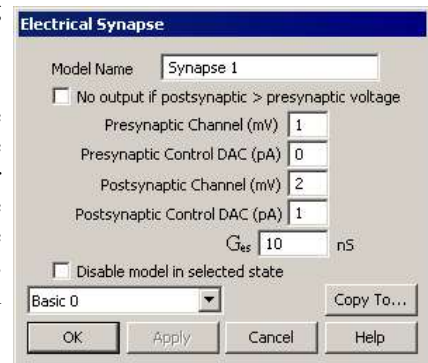 Electrical Synapse
Model Name Synapse 1
No output if postsynaptic > presynaptic voltage
Presynaptic Channel (mV) 1
Presynaptic Control DAC (pA) 0
Postsynaptic Channel (mV) 2
Postsynaptic Control DAC (pA) 1
Ges 10 nS
Disable model in selected state
Basic 0 Copy To...
OK Apply Cancel Help